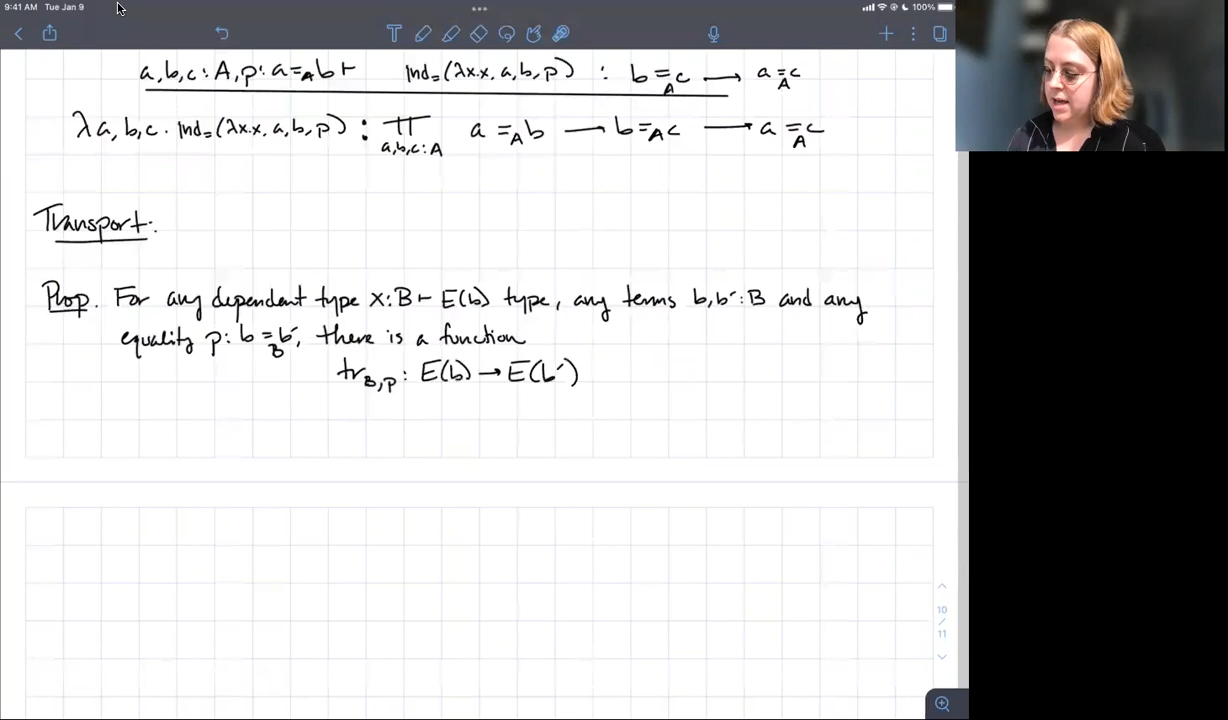 9:41 AM Tue Jan 9
100%
a,b,c : A, p : a =_A b ⊢ ind_=(λx.x, a, b, p) : b =_A c → a =_A c
λa,b,c. ind_=(λx.x, a, b, p) : Π_{a,b,c:A} a =_A b → b =_A c → a =_A c
Transport:
Prop. For any dependent type x:B ⊢ E(b) type, any terms b,b′:B and any
equality p: b =_B b′, there is a function
tr_{B,p} : E(b) → E(b′)
10
/
11